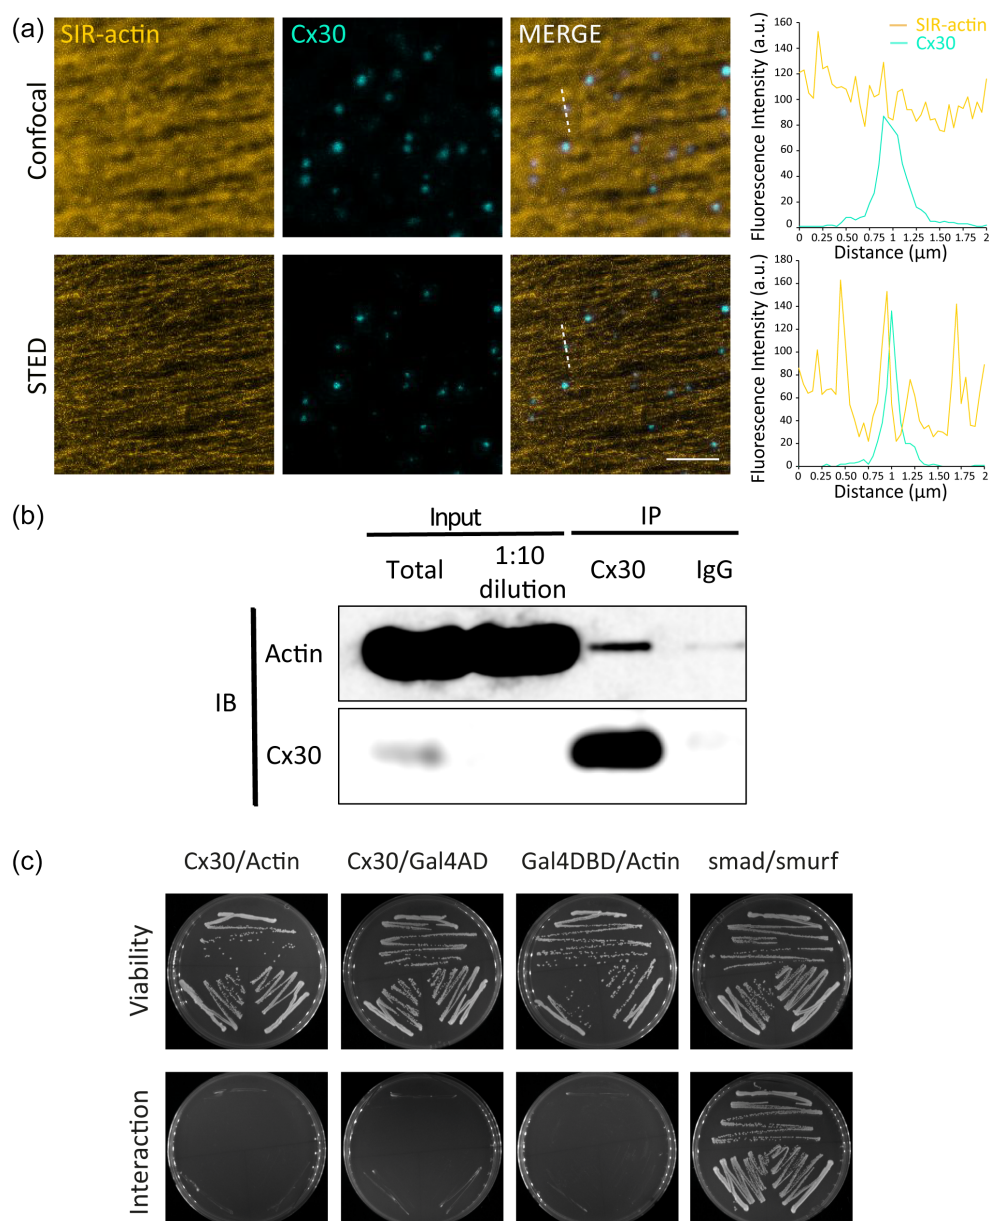 (a)
SIR-actin
Cx30
MERGE
Confocal
STED
Fluorescence Intensity (a.u.)
160
140
120
100
80
60
40
20
0
SIR-actin
Cx30
0
0.25
0.50
0.75
1
1.25
1.50
1.75
2
Distance (µm)
Fluorescence Intensity (a.u.)
180
160
140
120
100
80
60
40
20
0
0
0.25
0.50
0.75
1
1.25
1.50
1.75
2
Distance (µm)
(b)
Input
IP
Total
1:10
dilution
Cx30
IgG
IB
Actin
Cx30
(c)
Cx30/Actin
Cx30/Gal4AD
Gal4DBD/Actin
smad/smurf
Viability
Interaction